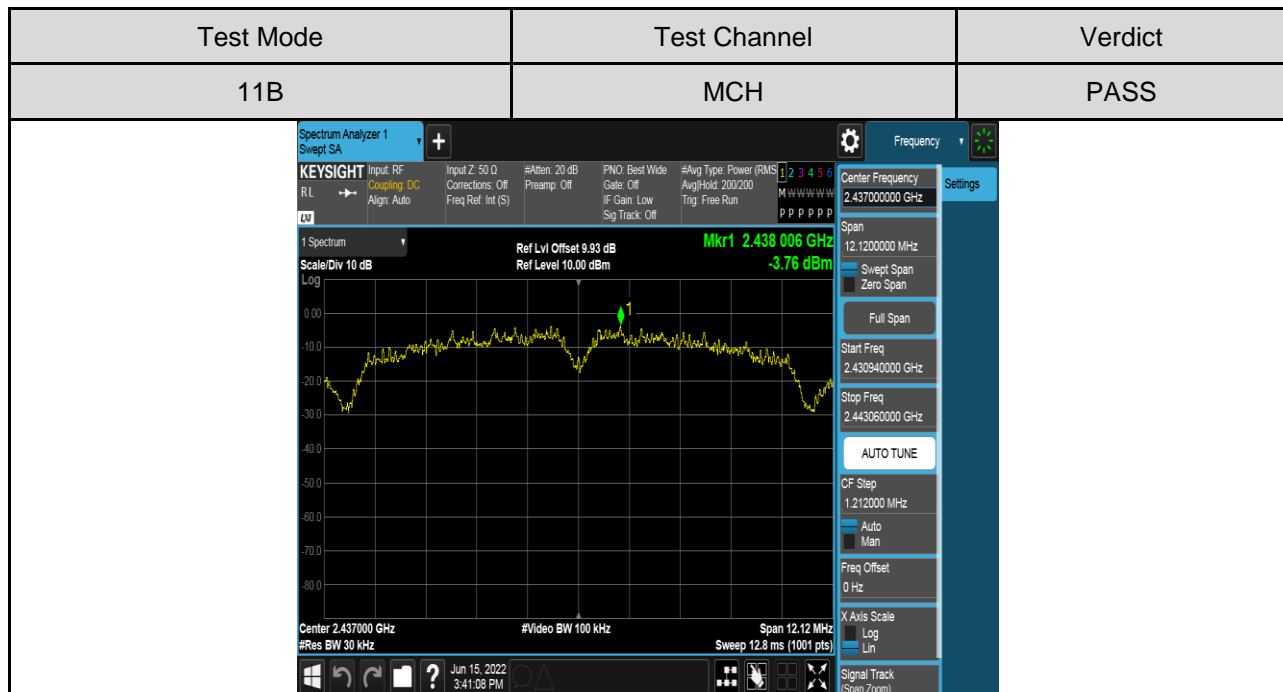 Test Mode Test Channel Verdict
11B MCH PASS
Spectrum Analyzer 1
Swept SA
+
Frequency
KEYSIGHT
RL
LXI
Input: RF
Coupling: DC
Align: Auto
Input Z: 50 Ω
Corrections: Off
Freq Ref: Int (S)
#Atten: 20 dB
Preamp: Off
PNO: Best Wide
Gate: Off
IF Gain: Low
Sig Track: Off
#Avg Type: Power (RMS
Avg|Hold: 200/200
Trig: Free Run
1 2 3 4 5 6
M W W W W W
P P P P P P
1 Spectrum
Scale/Div 10 dB
Log
Ref Lvl Offset 9.93 dB
Ref Level 10.00 dBm
Mkr1 2.438 006 GHz
-3.76 dBm
1
0.00
-10.0
-20.0
-30.0
-40.0
-50.0
-60.0
-70.0
-80.0
Center 2.437000 GHz
#Res BW 30 kHz
#Video BW 100 kHz
Span 12.12 MHz
Sweep 12.8 ms (1001 pts)
?
Jun 15, 2022
3:41:08 PM
Center Frequency
2.437000000 GHz
Settings
Span
12.1200000 MHz
Swept Span
Zero Span
Full Span
Start Freq
2.430940000 GHz
Stop Freq
2.443060000 GHz
AUTO TUNE
CF Step
1.212000 MHz
Auto
Man
Freq Offset
0 Hz
X Axis Scale
Log
Lin
Signal Track
(Span Zoom)